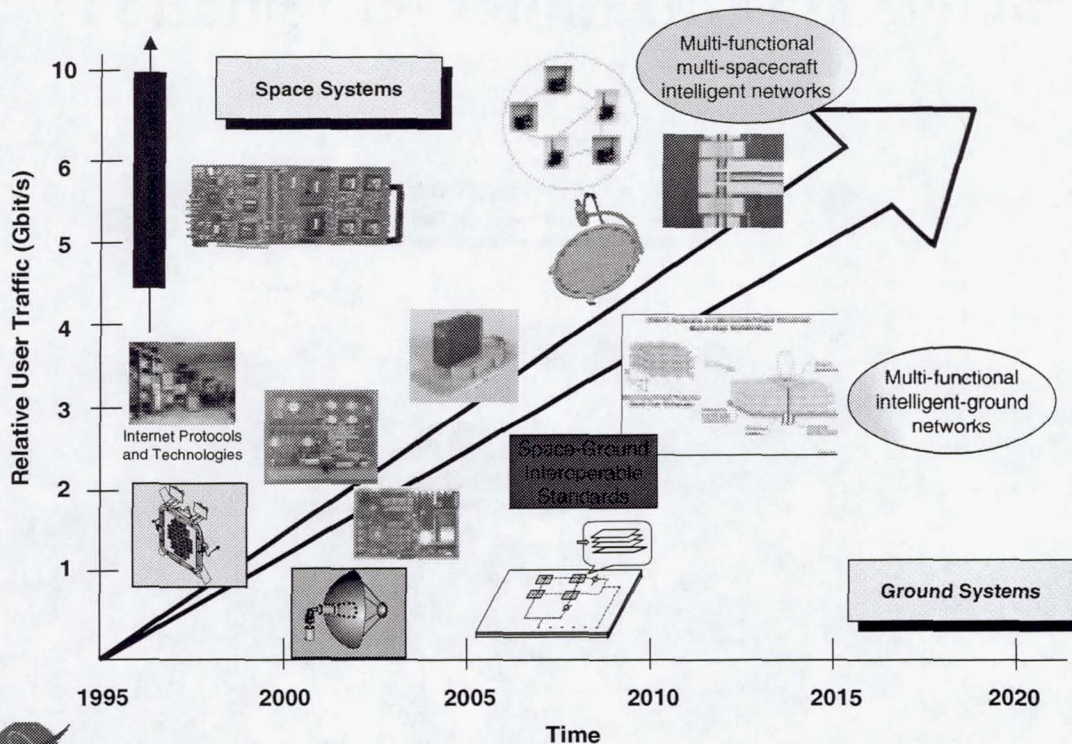 Multi-functional
multi-spacecraft
intelligent networks
Space Systems
10
6
5
4
3
2
1
Relative User Traffic (Gbit/s)
Internet Protocols
and Technologies
Space-Ground
Interoperable
Standards
Multi-functional
intelligent-ground
networks
Ground Systems
1995
2000
2005
2010
2015
2020
Time